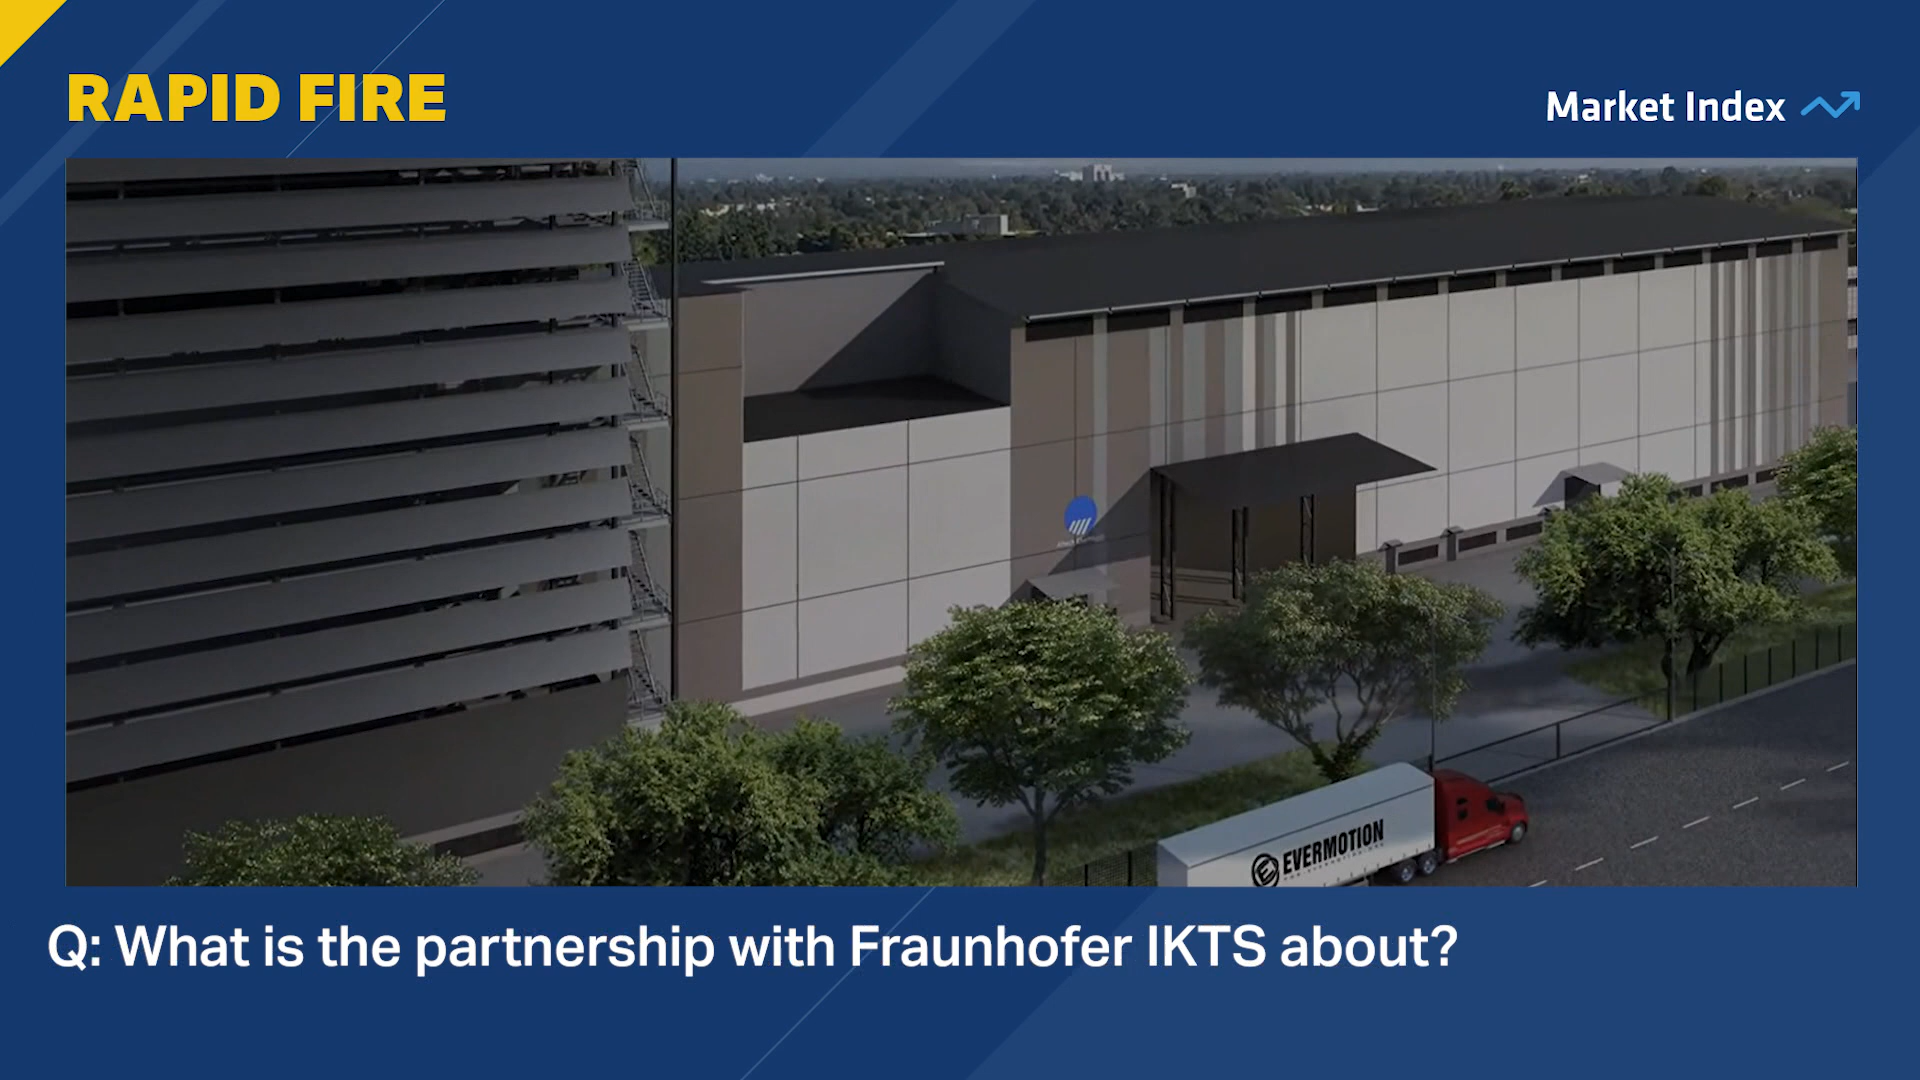 RAPID FIRE
Market Index
EVERMOTION
Q: What is the partnership with Fraunhofer IKTS about?